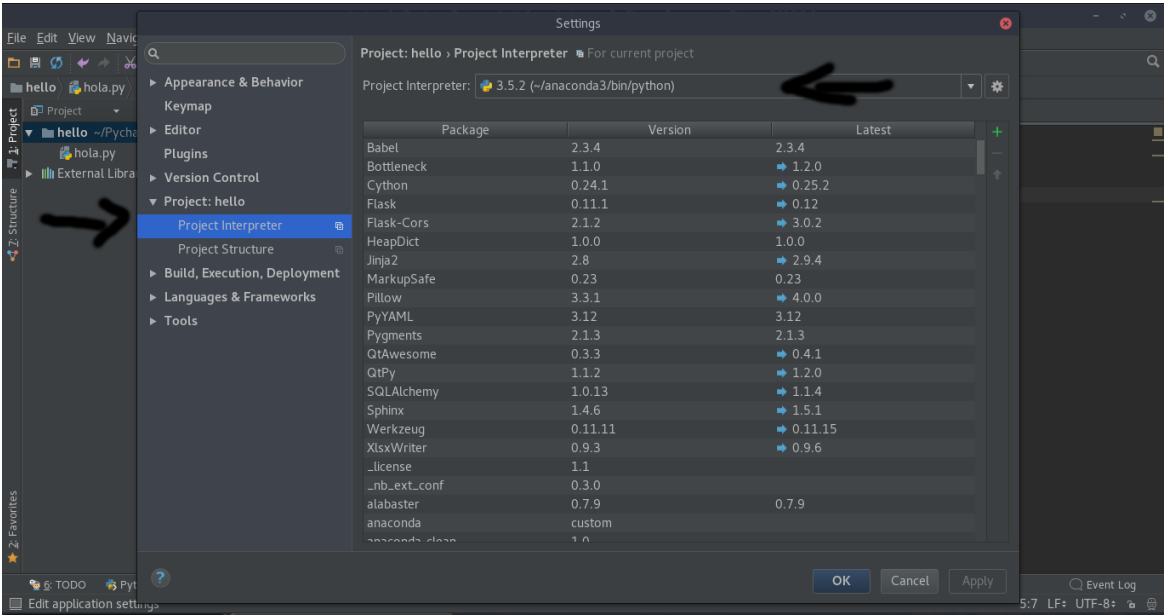 Settings
File Edit View Navig
Project: hello › Project Interpreter For current project
hello hola.py
Project Interpreter: 3.5.2 (~/anaconda3/bin/python)
1: Project
Project
hello ~/Pycha
hola.py
External Libra
7: Structure
2: Favorites
Appearance & Behavior
Keymap
Editor
Plugins
Version Control
Project: hello
Project Interpreter
Project Structure
Build, Execution, Deployment
Languages & Frameworks
Tools
Package Version Latest
Babel 2.3.4 2.3.4
Bottleneck 1.1.0 1.2.0
Cython 0.24.1 0.25.2
Flask 0.11.1 0.12
Flask-Cors 2.1.2 3.0.2
HeapDict 1.0.0 1.0.0
Jinja2 2.8 2.9.4
MarkupSafe 0.23 0.23
Pillow 3.3.1 4.0.0
PyYAML 3.12 3.12
Pygments 2.1.3 2.1.3
QtAwesome 0.3.3 0.4.1
QtPy 1.1.2 1.2.0
SQLAlchemy 1.0.13 1.1.4
Sphinx 1.4.6 1.5.1
Werkzeug 0.11.11 0.11.15
XlsxWriter 0.9.3 0.9.6
_license 1.1
_nb_ext_conf 0.3.0
alabaster 0.7.9 0.7.9
anaconda custom
anaconda-clean 1.0
? OK Cancel Apply
6: TODO Pyt Event Log
Edit application settings 5:7 LF UTF-8